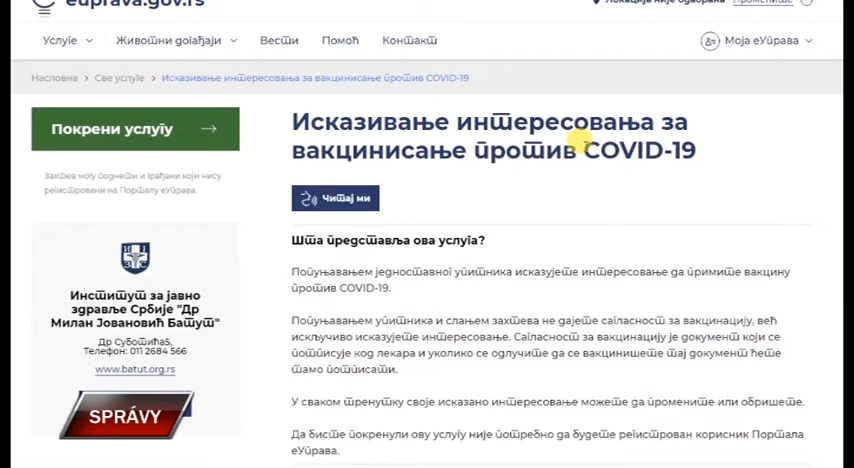 euprava.gov.rs
Локација није одабрана Промените
Услуге Животни догађаји Вести Помоћ Контакт Моја еУправа
Насловна > Све услуге > Исказивање интересовања за вакцинисање против COVID-19
Покрени услугу →
Захтев могу поднети и грађани који нису
регистровани на Порталу еУправа.
Институт за јавно
здравље Србије "Др
Милан Јовановић Батут"
Др Суботића5,
Телефон: 011 2684 566
www.batut.org.rs
SPRÁVY
Исказивање интересовања за
вакцинисање против COVID-19
Читај ми
Шта представља ова услуга?
Попуњавањем једноставног упитника исказујете интересовање да примите вакцину
против COVID-19.
Попуњавањем упитника и слањем захтева не дајете сагласност за вакцинацију, већ
искључиво исказујете интересовање. Сагласност за вакцинацију је документ који се
потписује код лекара и уколико се одлучите да се вакцинишете тај документ ћете
тамо потписати.
У сваком тренутку своје исказано интересовање можете да промените или обришете.
Да бисте покренули ову услугу није потребно да будете регистрован корисник Портала
еУправа.